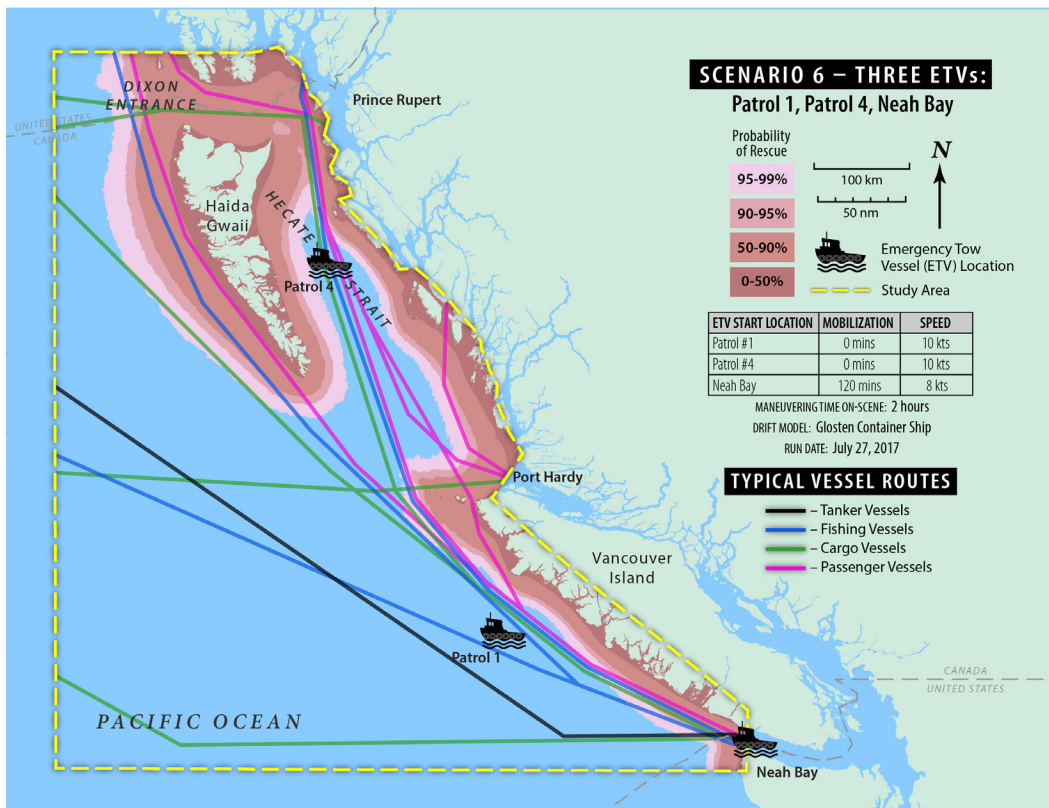 SCENARIO 6 – THREE ETVs:
Patrol 1, Patrol 4, Neah Bay
Probability
of Rescue
95-99%
90-95%
50-90%
0-50%
100 km
50 nm
N
Emergency Tow
Vessel (ETV) Location
Study Area
ETV START LOCATION MOBILIZATION SPEED
Patrol #1 0 mins 10 kts
Patrol #4 0 mins 10 kts
Neah Bay 120 mins 8 kts
MANEUVERING TIME ON-SCENE: 2 hours
DRIFT MODEL: Glosten Container Ship
RUN DATE: July 27, 2017
TYPICAL VESSEL ROUTES
– Tanker Vessels
– Fishing Vessels
– Cargo Vessels
– Passenger Vessels
DIXON
ENTRANCE
UNITED STATES
CANADA
Prince Rupert
Haida
Gwaii
HECATE STRAIT
Patrol 4
Port Hardy
Vancouver
Island
Patrol 1
CANADA
UNITED STATES
PACIFIC OCEAN
Neah Bay